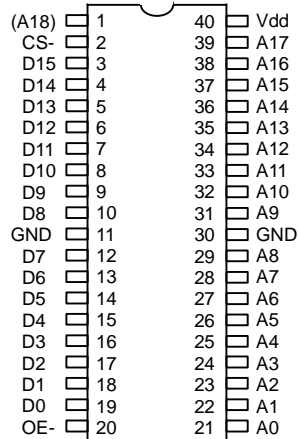 (A18) 1 40 Vdd
CS- 2 39 A17
D15 3 38 A16
D14 4 37 A15
D13 5 36 A14
D12 6 35 A13
D11 7 34 A12
D10 8 33 A11
D9 9 32 A10
D8 10 31 A9
GND 11 30 GND
D7 12 29 A8
D6 13 28 A7
D5 14 27 A6
D4 15 26 A5
D3 16 25 A4
D2 17 24 A3
D1 18 23 A2
D0 19 22 A1
OE- 20 21 A0